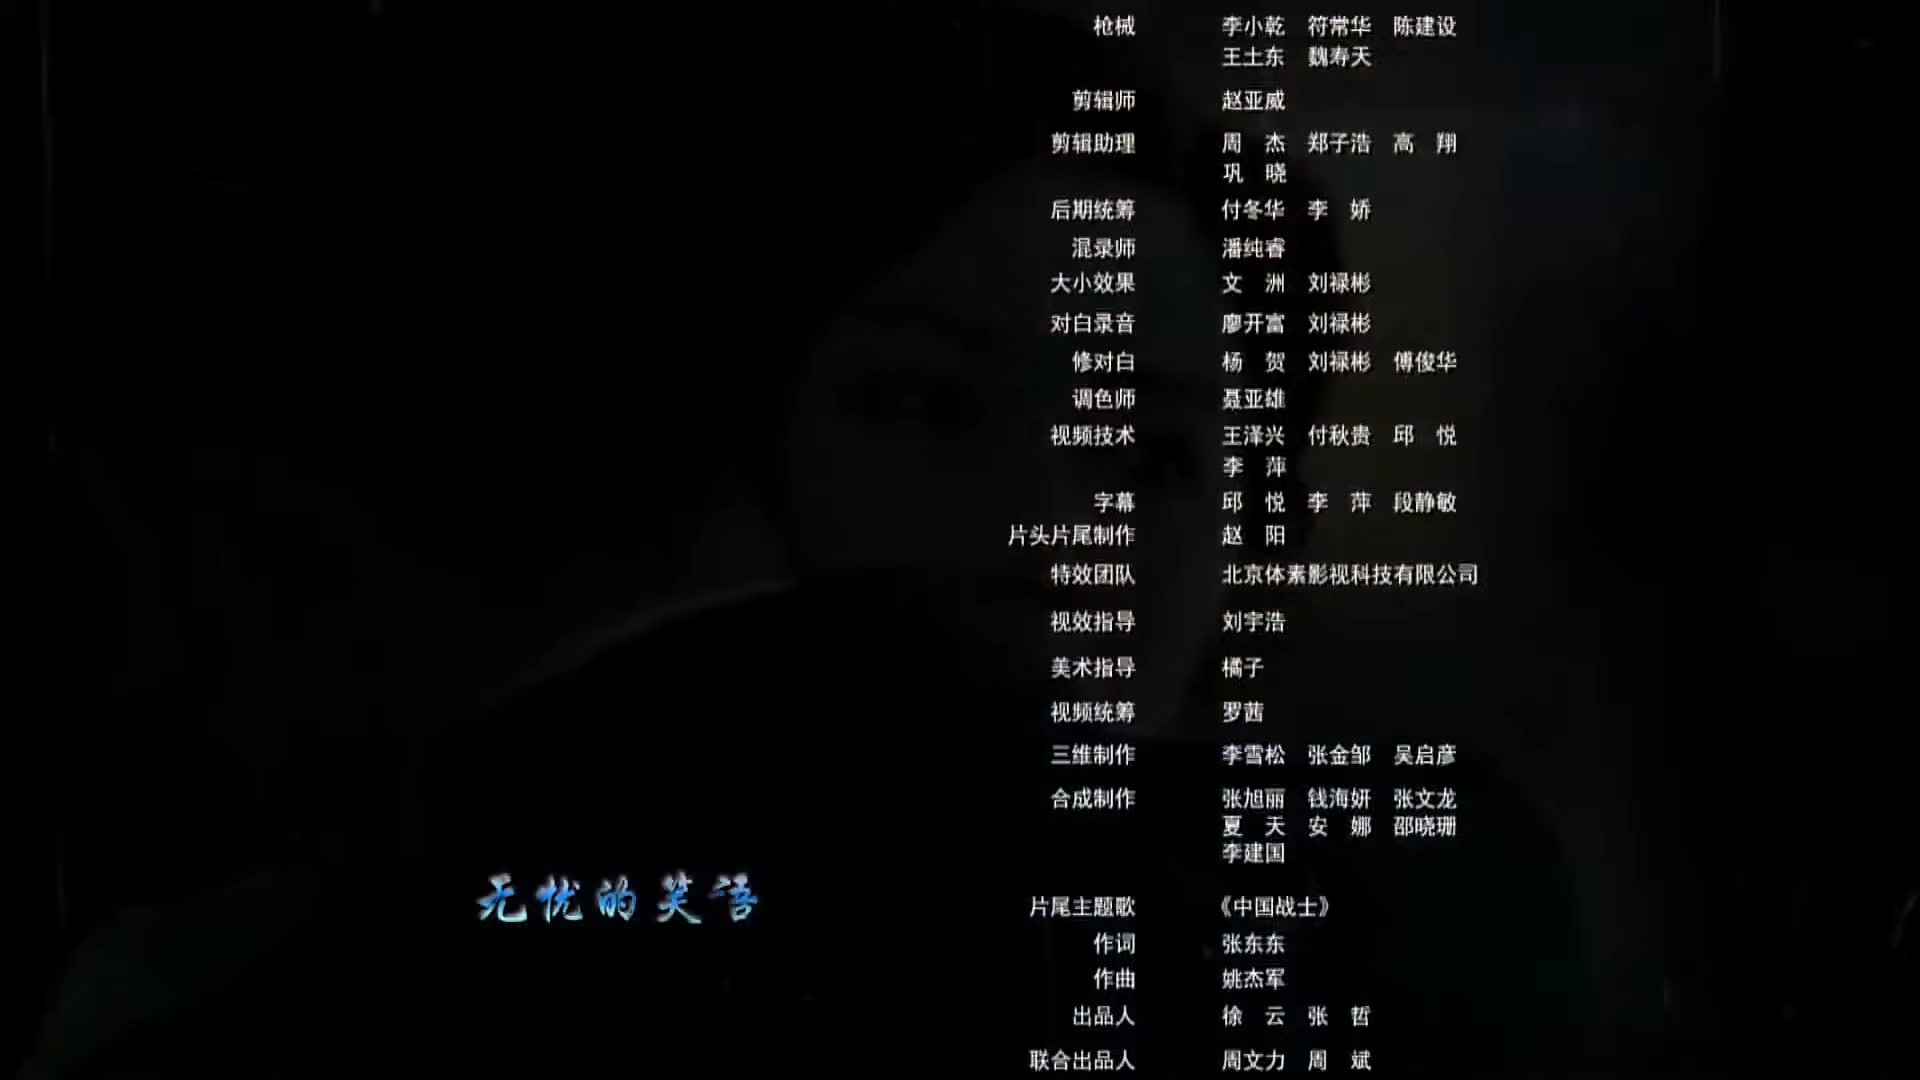 枪械 李小乾 符常华 陈建设
王土东 魏寿天
剪辑师 赵亚威
剪辑助理 周 杰 郑子浩 高 翔
巩 晓
后期统筹 付冬华 李 娇
混录师 潘纯睿
大小效果 文 洲 刘禄彬
对白录音 廖开富 刘禄彬
修对白 杨 贺 刘禄彬 傅俊华
调色师 聂亚雄
视频技术 王泽兴 付秋贵 邱 悦
李 萍
字幕 邱 悦 李 萍 段静敏
片头片尾制作 赵 阳
特效团队 北京体素影视科技有限公司
视效指导 刘宇浩
美术指导 橘子
视频统筹 罗茜
三维制作 李雪松 张金邹 吴启彦
合成制作 张旭丽 钱海妍 张文龙
夏 天 安 娜 邵晓珊
李建国
无忧的笑语
片尾主题歌 《中国战士》
作词 张东东
作曲 姚杰军
出品人 徐 云 张 哲
联合出品人 周文力 周 斌